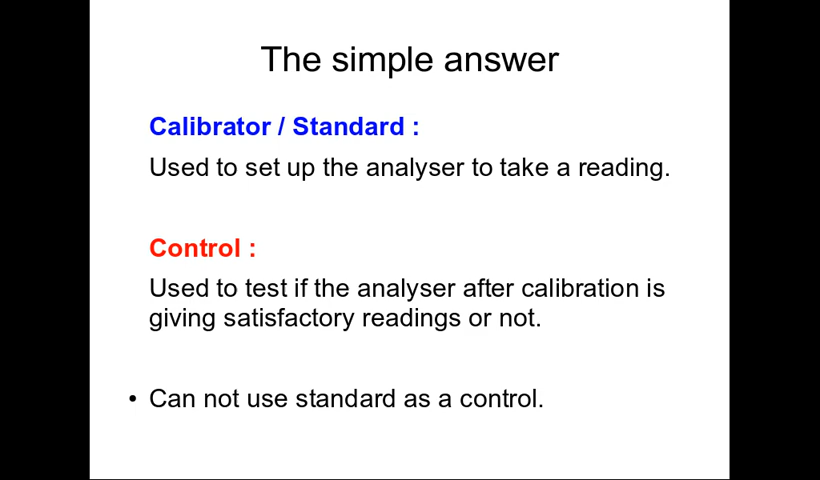 The simple answer
Calibrator / Standard :
Used to set up the analyser to take a reading.
Control :
Used to test if the analyser after calibration is
giving satisfactory readings or not.
• Can not use standard as a control.